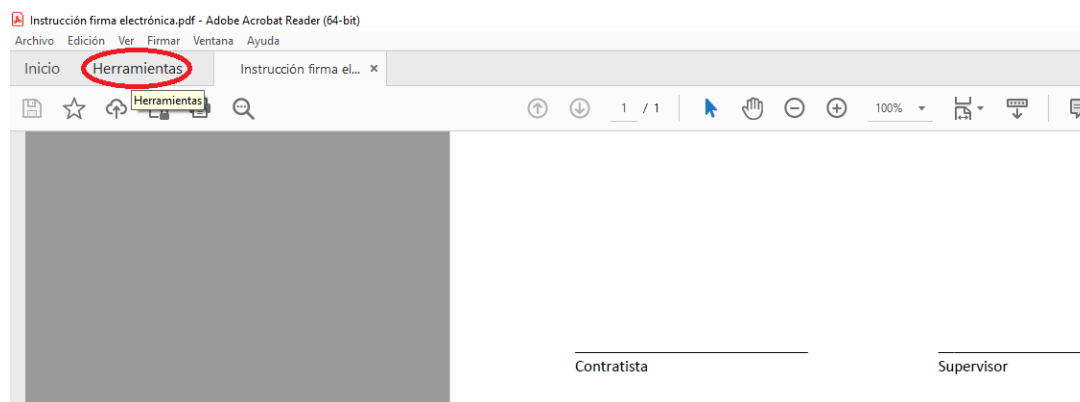 Instrucción firma electrónica.pdf - Adobe Acrobat Reader (64-bit)
Archivo Edición Ver Firmar Ventana Ayuda
Inicio Herramientas Instrucción firma el... ×
Herramientas
1 / 1 100%
Contratista Supervisor